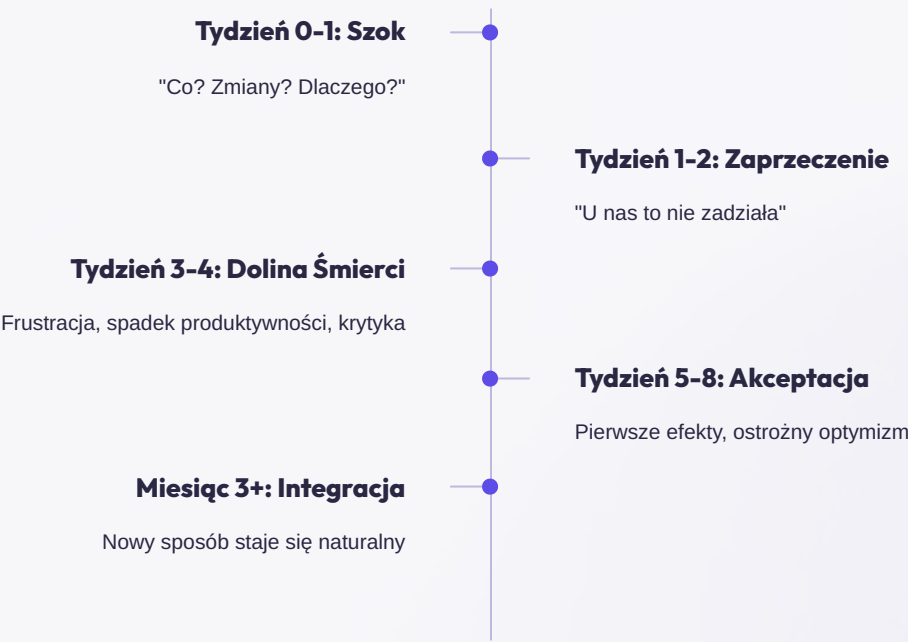 Tydzień 0-1: Szok
"Co? Zmiany? Dlaczego?"
Tydzień 1-2: Zaprzeczenie
"U nas to nie zadziała"
Tydzień 3-4: Dolina Śmierci
Frustracja, spadek produktywności, krytyka
Tydzień 5-8: Akceptacja
Pierwsze efekty, ostrożny optymizm
Miesiąc 3+: Integracja
Nowy sposób staje się naturalny